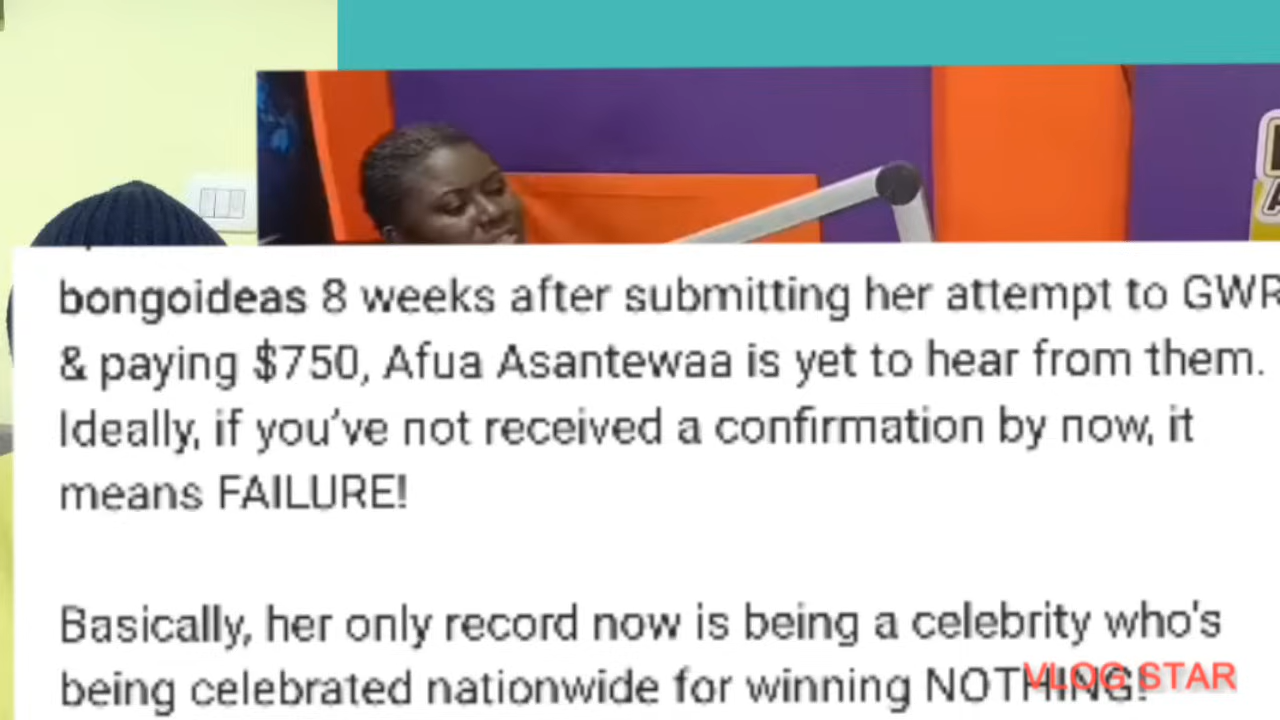 bongoideas 8 weeks after submitting her attempt to GWR
& paying $750, Afua Asantewaa is yet to hear from them.
Ideally, if you've not received a confirmation by now, it
means FAILURE!
Basically, her only record now is being a celebrity who's
being celebrated nationwide for winning NOTHING!
VLOG STAR